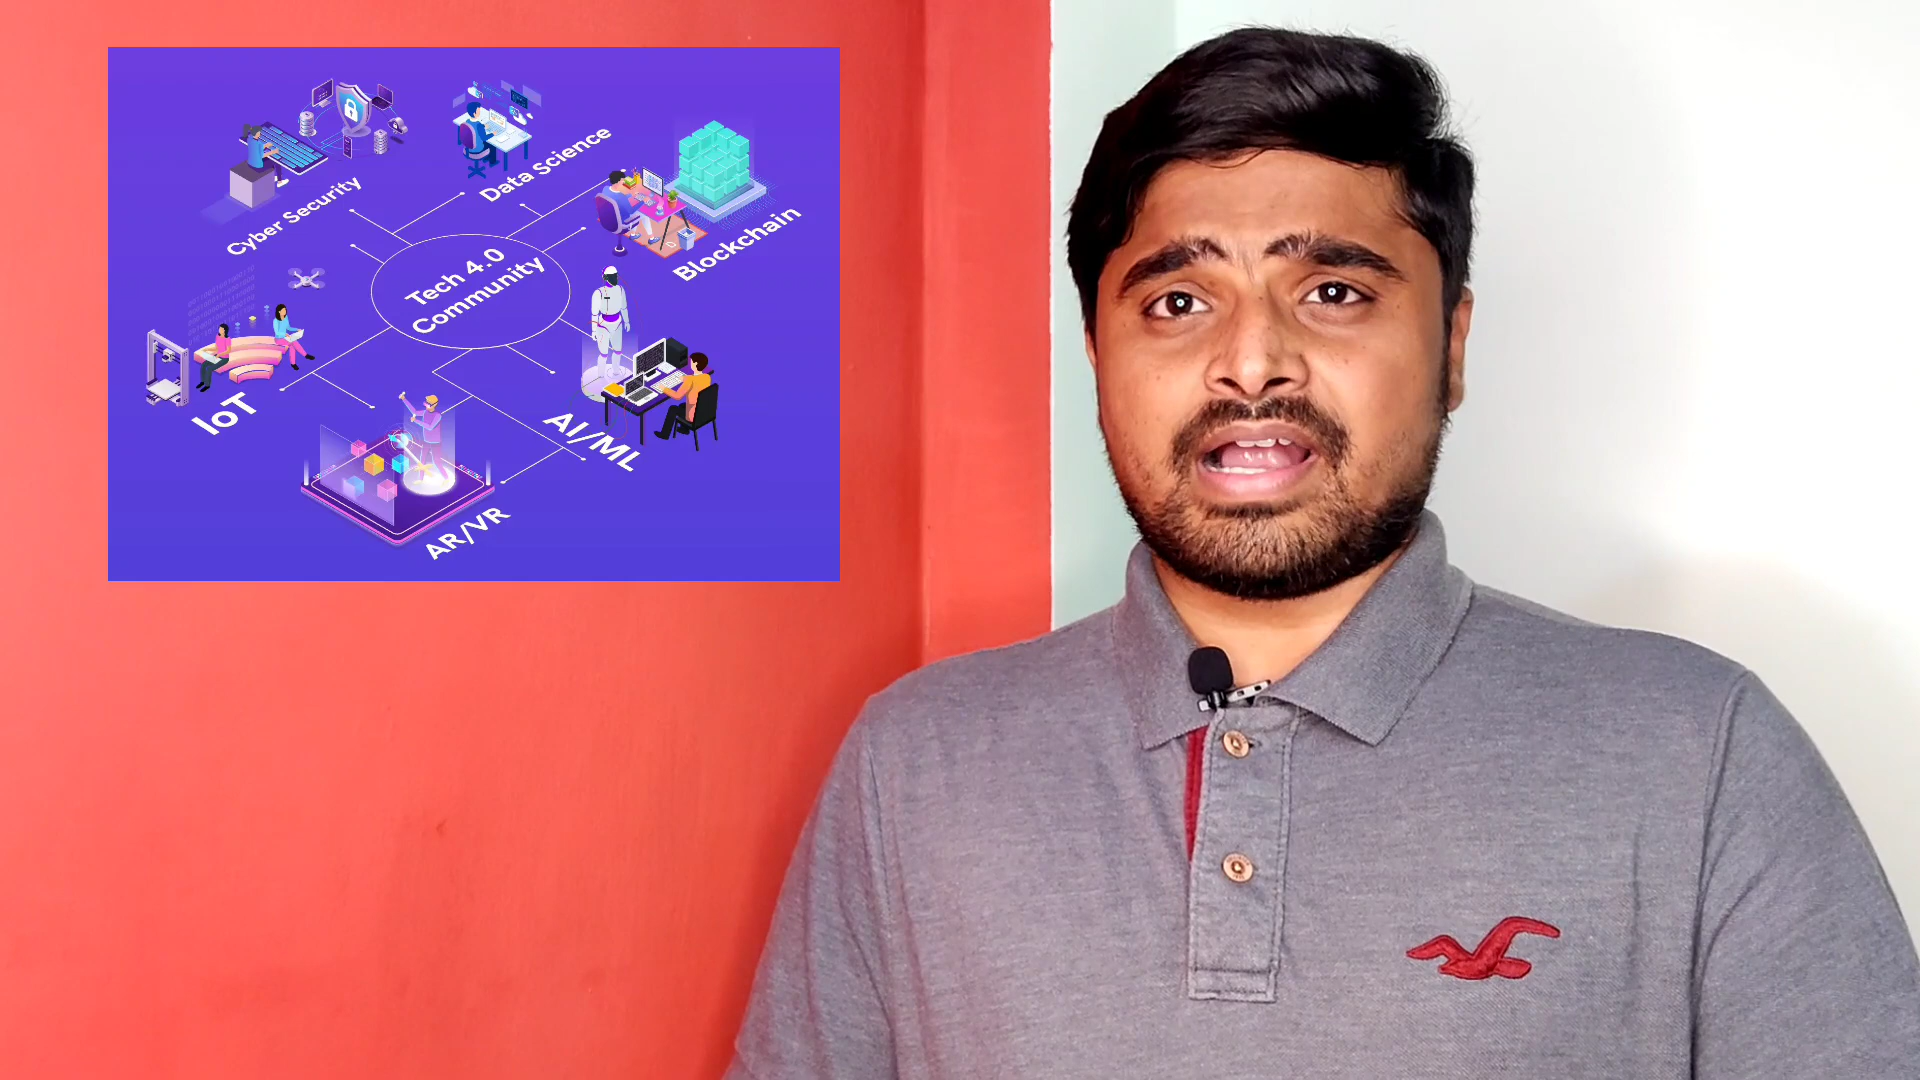 Cyber Security
Data Science
Blockchain
Tech 4.0
Community
IoT
AI/ML
AR/VR